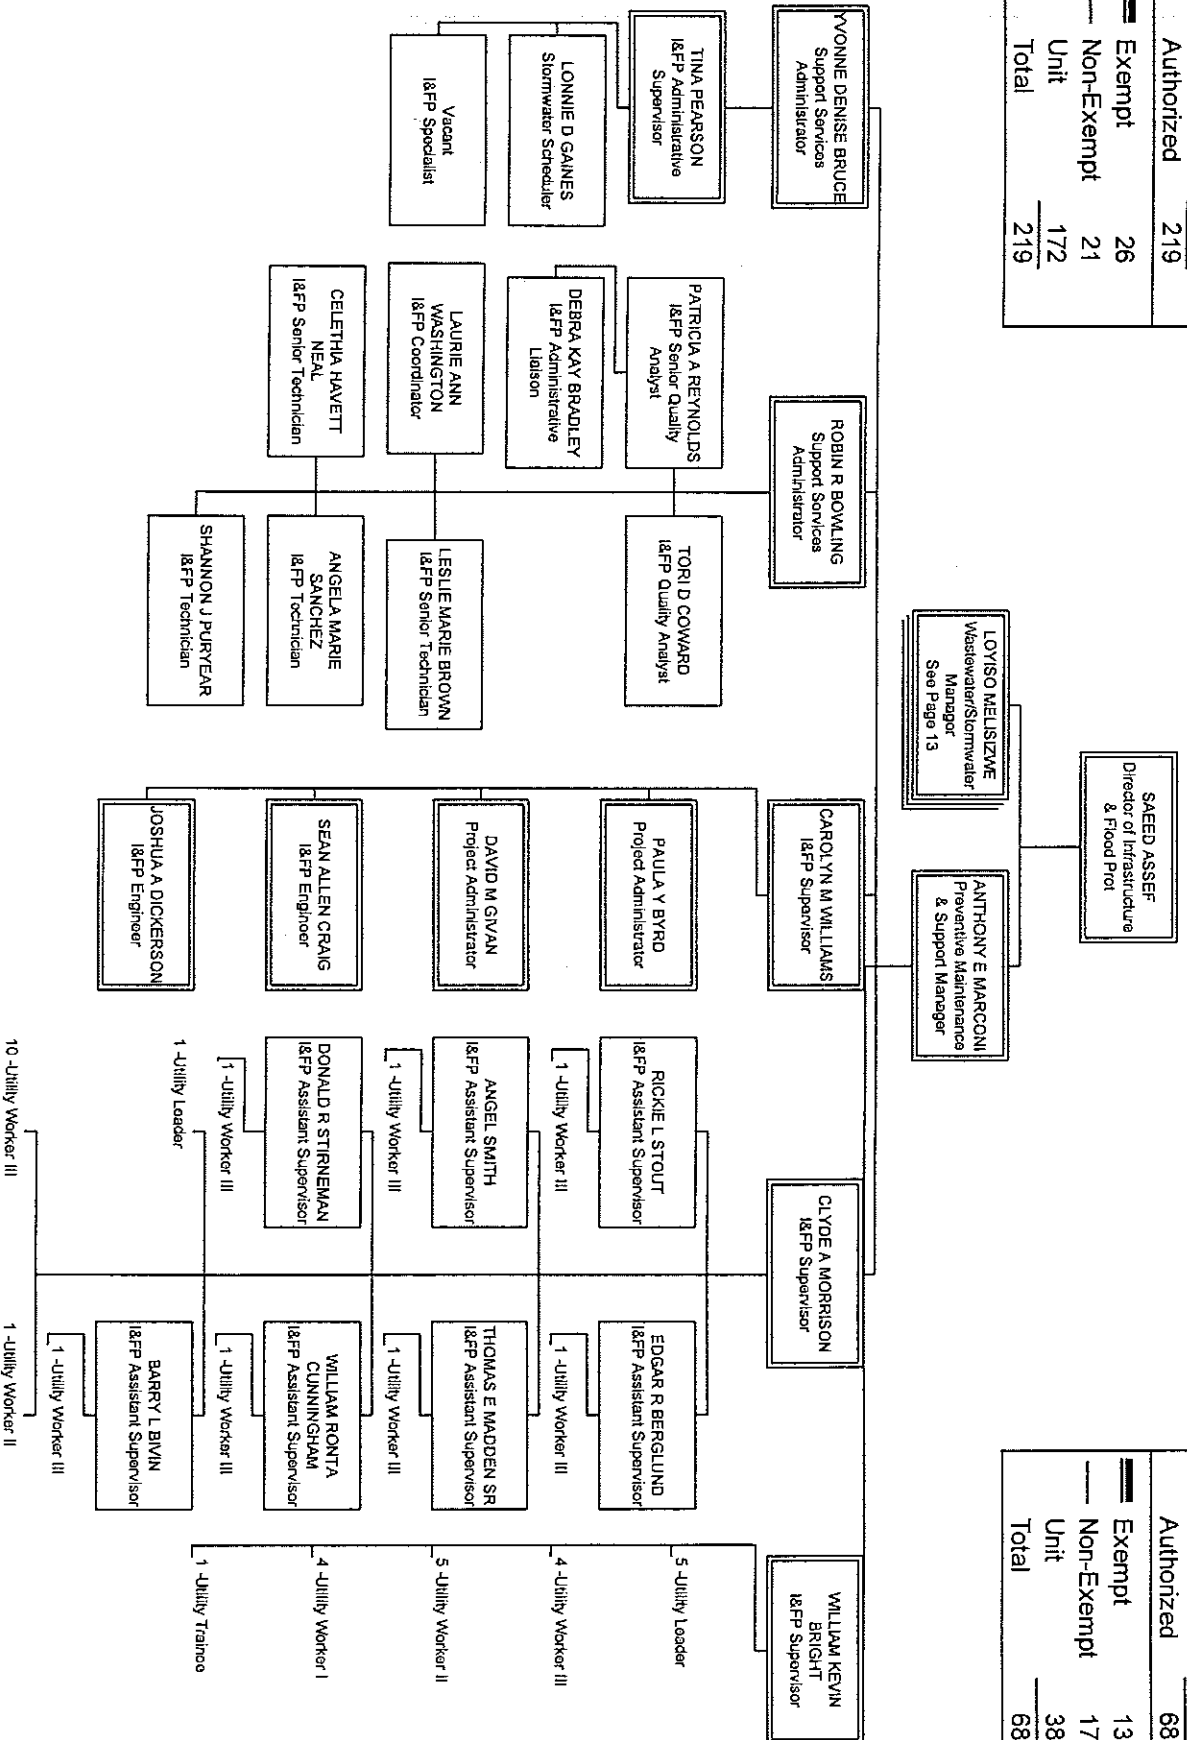 Authorized 219
Exempt 26
Non-Exempt 21
Unit 172
Total 219
Authorized 68
Exempt 13
Non-Exempt 17
Unit 38
Total 68
SAEED ASSEF
Director of Infrastructure
& Flood Prot
LOYISO MELISIZWE
Wastewater/Stormwater
Manager
See Page 13
ANTHONY E MARCONI
Preventive Maintenance
& Support Manager
YVONNE DENISE BRUCE
Support Services
Administrator
TINA PEARSON
I&FP Administrative
Supervisor
LONNIE D GAINES
Stormwater Scheduler
Vacant
I&FP Specialist
ROBIN R BOWLING
Support Services
Administrator
PATRICIA A REYNOLDS
I&FP Senior Quality
Analyst
DEBRA KAY BRADLEY
I&FP Administrative
Liaison
TORI D COWARD
I&FP Quality Analyst
LAURIE ANN
WASHINGTON
I&FP Coordinator
LESLIE MARIE BROWN
I&FP Senior Technician
CELETHIA HAVETT
NEAL
I&FP Senior Technician
ANGELA MARIE
SANCHEZ
I&FP Technician
SHANNON J PURYEAR
I&FP Technician
CAROLYN M WILLIAMS
I&FP Supervisor
PAULA Y BYRD
Project Administrator
DAVID M GIVAN
Project Administrator
SEAN ALLEN CRAIG
I&FP Engineer
JOSHUA A DICKERSON
I&FP Engineer
CLYDE A MORRISON
I&FP Supervisor
RICKIE L STOUT
I&FP Assistant Supervisor
1 -Utility Worker III
EDGAR R BERGLUND
I&FP Assistant Supervisor
1 -Utility Worker III
ANGEL SMITH
I&FP Assistant Supervisor
1 -Utility Worker III
THOMAS E MADDEN SR
I&FP Assistant Supervisor
1 -Utility Worker III
DONALD R STIRNEMAN
I&FP Assistant Supervisor
1 -Utility Worker III
WILLIAM RONTA
CUNNINGHAM
I&FP Assistant Supervisor
1 -Utility Worker III
1 -Utility Leader
BARRY L BIVIN
I&FP Assistant Supervisor
1 -Utility Worker III
10 -Utility Worker III
1 -Utility Worker II
WILLIAM KEVIN
BRIGHT
I&FP Supervisor
5 -Utility Leader
4 -Utility Worker III
5 -Utility Worker II
4 -Utility Worker I
1 -Utility Trainee